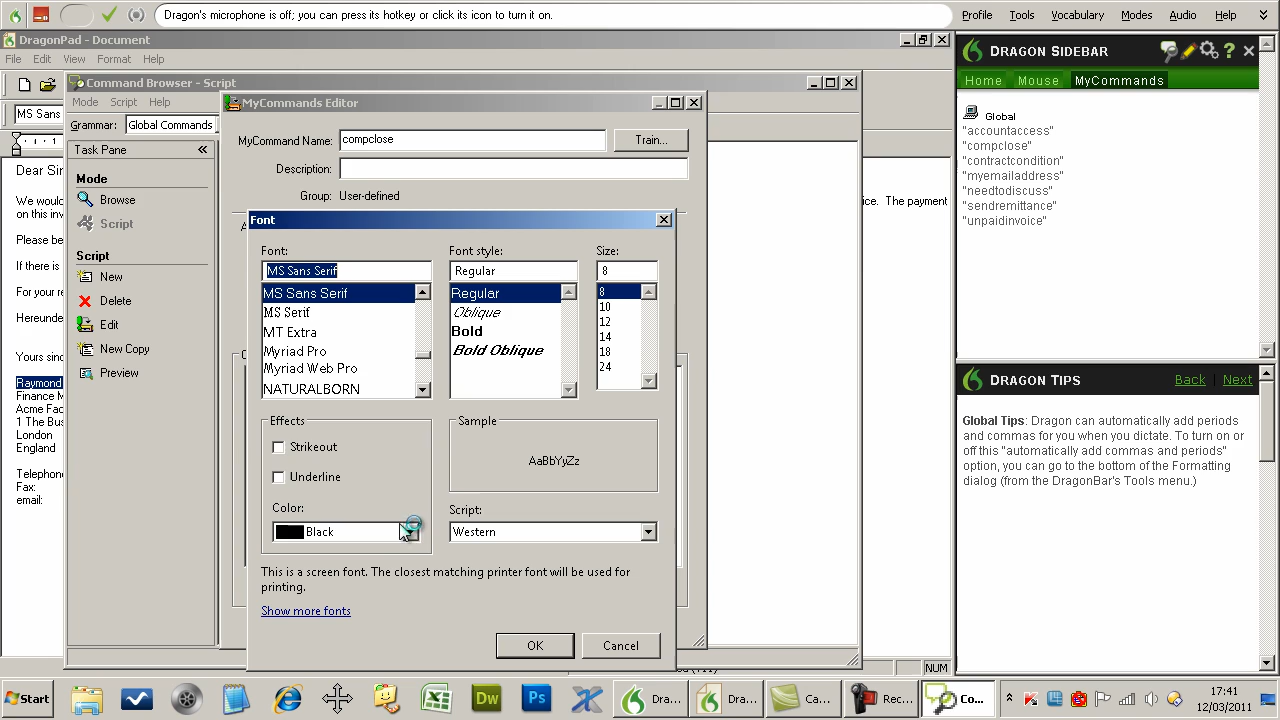 Dragon's microphone is off; you can press its hotkey or click its icon to turn it on.
Profile Tools Vocabulary Modes Audio Help
DragonPad - Document
File Edit View Format Help
MS Sans
Dear Sir
We would
on this inv
Please be
If there is
For your re
Hereunde
Yours sinc
Raymond
Finance M
Acme Fac
1 The Bus
London
England
Telephone
Fax:
email:
ice. The payment
NUM
Command Browser - Script
Mode Script Help
Grammar: Global Commands
Task Pane
Mode
Browse
Script
Script
New
Delete
Edit
New Copy
Preview
MyCommands Editor
MyCommand Name: compclose Train...
Description:
Group: User-defined
Font
Font: Font style: Size:
MS Sans Serif Regular 8
MS Sans Serif
MS Serif
MT Extra
Myriad Pro
Myriad Web Pro
NATURALBORN
Regular
Oblique
Bold
Bold Oblique
8
10
12
14
18
24
Effects
Strikeout
Underline
Color:
Black
Sample
AaBbYyZz
Script:
Western
This is a screen font. The closest matching printer font will be used for
printing.
Show more fonts
OK Cancel
DRAGON SIDEBAR
Home Mouse MyCommands
Global
"accountaccess"
"compclose"
"contractcondition"
"myemailaddress"
"needtodiscuss"
"sendremittance"
"unpaidinvoice"
DRAGON TIPS Back Next
Global Tips: Dragon can automatically add periods
and commas for you when you dictate. To turn on or
off this "automatically add commas and periods"
option, you can go to the bottom of the Formatting
dialog (from the DragonBar's Tools menu.)
Start Dw Ps Dra... Dra... Ca... Rec... Co...
17:41
12/03/2011